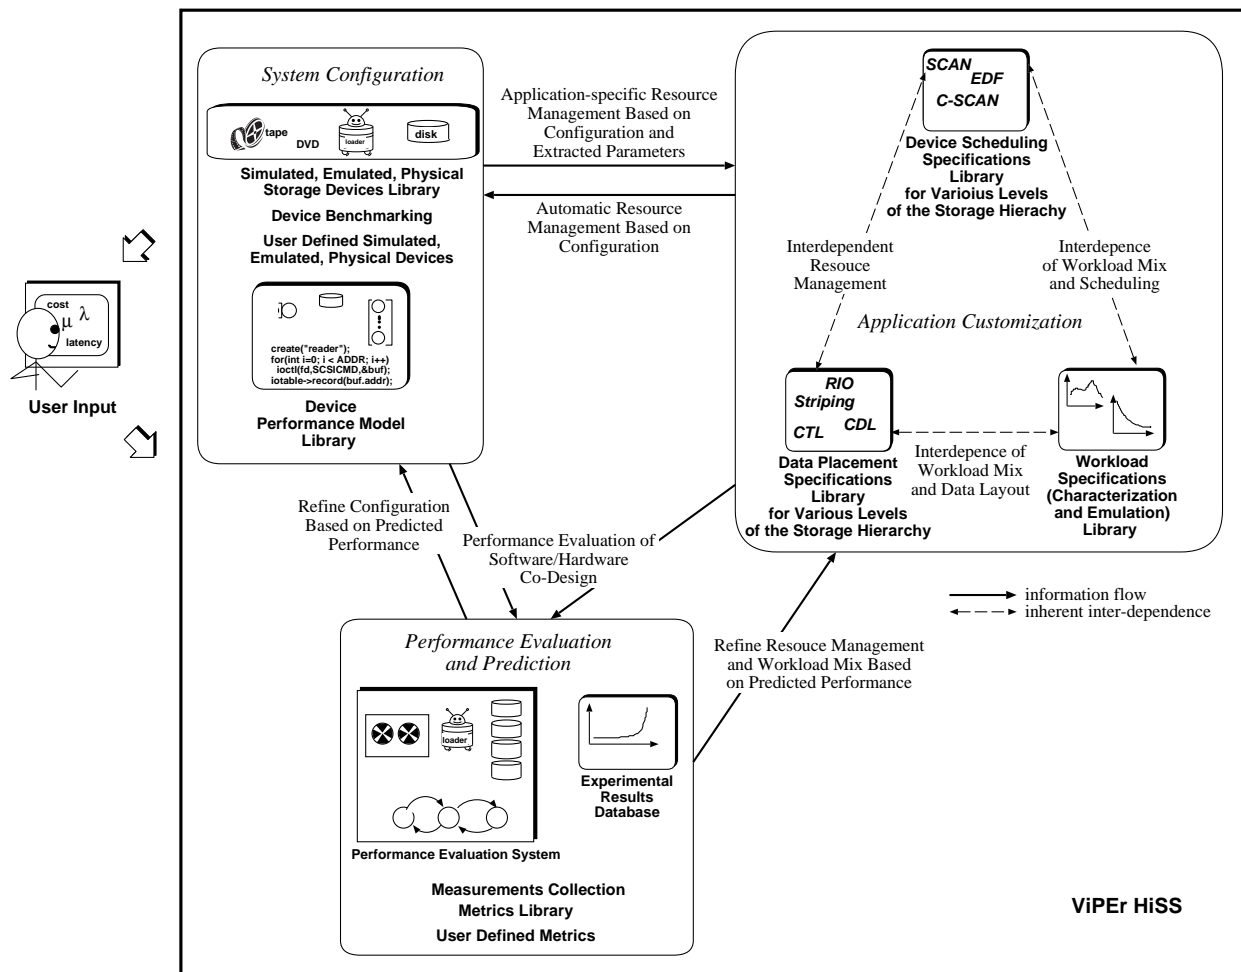 System Configuration
tape
DVD
loader
disk
Simulated, Emulated, Physical
Storage Devices Library
Device Benchmarking
User Defined Simulated,
Emulated, Physical Devices
create("reader");
for(int i=0; i < ADDR; i++)
ioctl(fd,SCSICMD,&buf);
iotable->record(buf.addr);
Device
Performance Model
Library
cost
μ λ
latency
User Input
Application-specific Resource
Management Based on
Configuration and
Extracted Parameters
Automatic Resource
Management Based on
Configuration
SCAN
EDF
C-SCAN
Device Scheduling
Specifications
Library
for Varioius Levels
of the Storage Hierachy
Interdependent
Resouce
Management
Interdepence
of Workload Mix
and Scheduling
Application Customization
RIO
Striping
CTL
CDL
Data Placement
Specifications
Library
for Various Levels
of the Storage Hierarchy
Interdepence of
Workload Mix
and Data Layout
Workload
Specifications
(Characterization
and Emulation)
Library
Refine Configuration
Based on Predicted
Performance
Performance Evaluation of
Software/Hardware
Co-Design
information flow
inherent inter-dependence
Performance Evaluation
and Prediction
loader
Performance Evaluation System
Experimental
Results
Database
Measurements Collection
Metrics Library
User Defined Metrics
Refine Resouce Management
and Workload Mix Based
on Predicted Performance
ViPEr HiSS